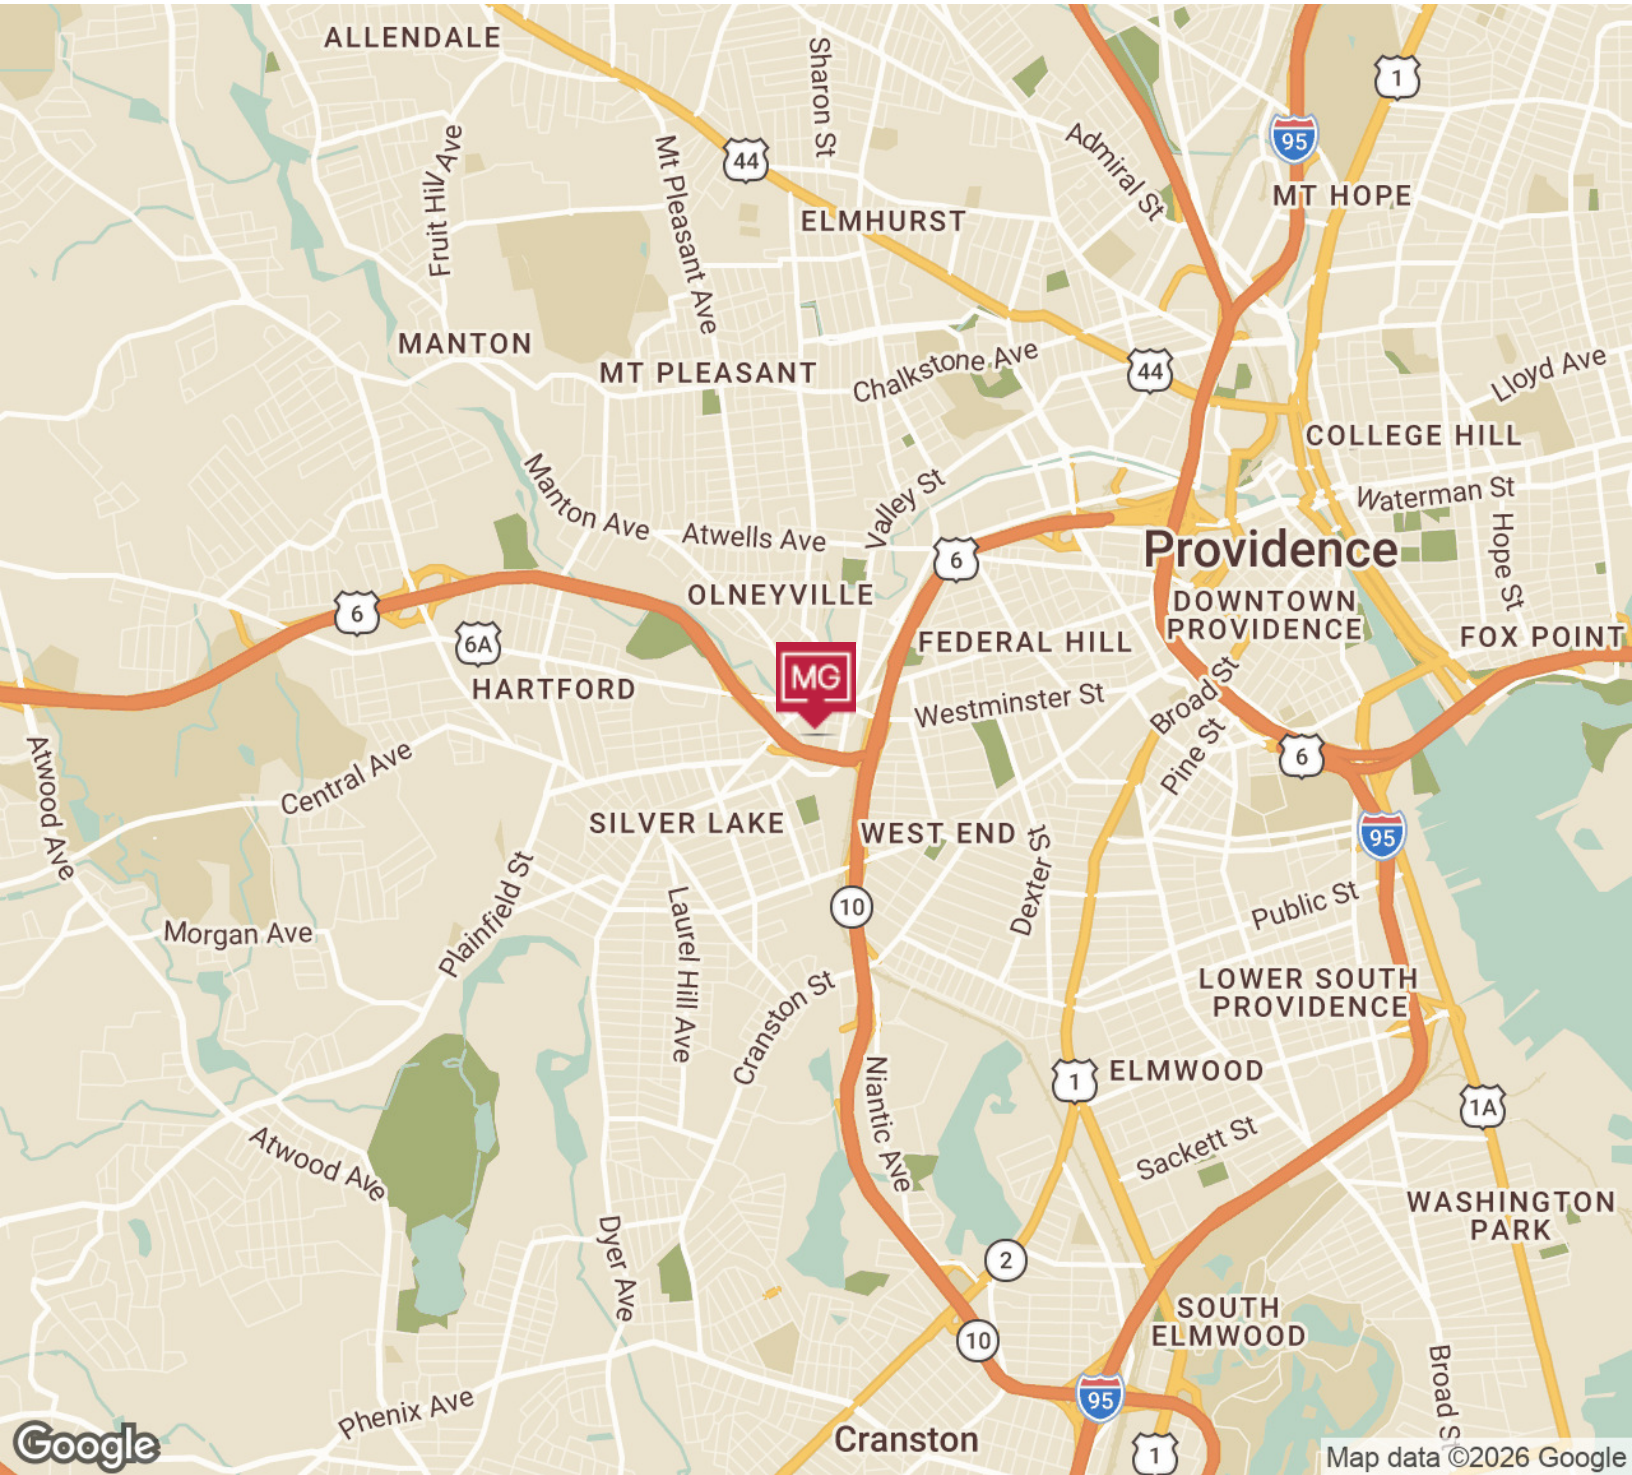 ALLENDALE
Sharon St
1
Fruit Hill Ave
Mt Pleasant Ave
44
Admiral St
95
MT HOPE
ELMHURST
MANTON
MT PLEASANT
Chalkstone Ave
44
Lloyd Ave
COLLEGE HILL
Manton Ave
Atwells Ave
Valley St
Waterman St
Hope St
6
Providence
6
6A
OLNEYVILLE
FEDERAL HILL
DOWNTOWN
PROVIDENCE
FOX POINT
HARTFORD
MG
Westminster St
Broad St
Pine St
6
Atwood Ave
Central Ave
SILVER LAKE
WEST END
Dexter St
95
Plainfield St
Laurel Hill Ave
10
Public St
Morgan Ave
Cranston St
LOWER SOUTH
PROVIDENCE
Niantic Ave
1
ELMWOOD
1A
Atwood Ave
Sackett St
WASHINGTON
PARK
Dyer Ave
2
SOUTH
ELMWOOD
10
Broad St
Phenix Ave
95
Cranston
1
Google
Map data ©2026 Google